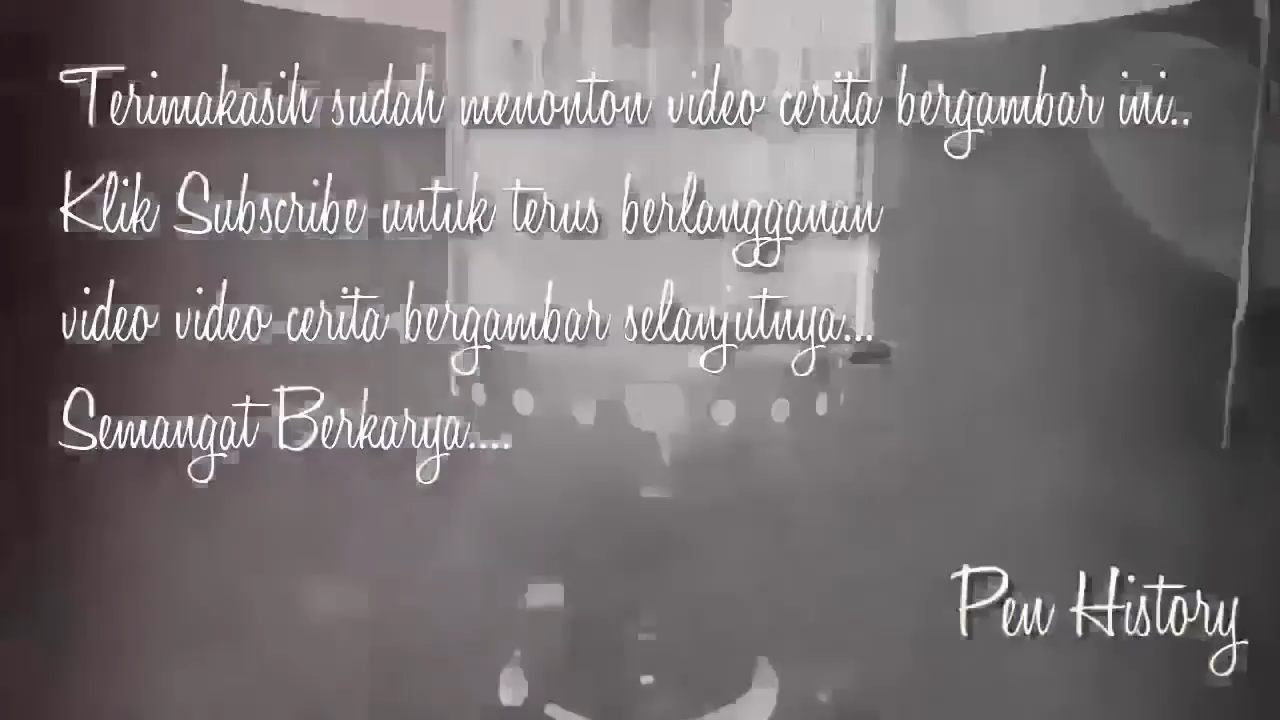 Terimakasih sudah menonton video cerita bergambar ini..
Klik Subscribe untuk terus berlangganan
video video cerita bergambar selanjutnya...
Semangat Berkarya....
Pen History